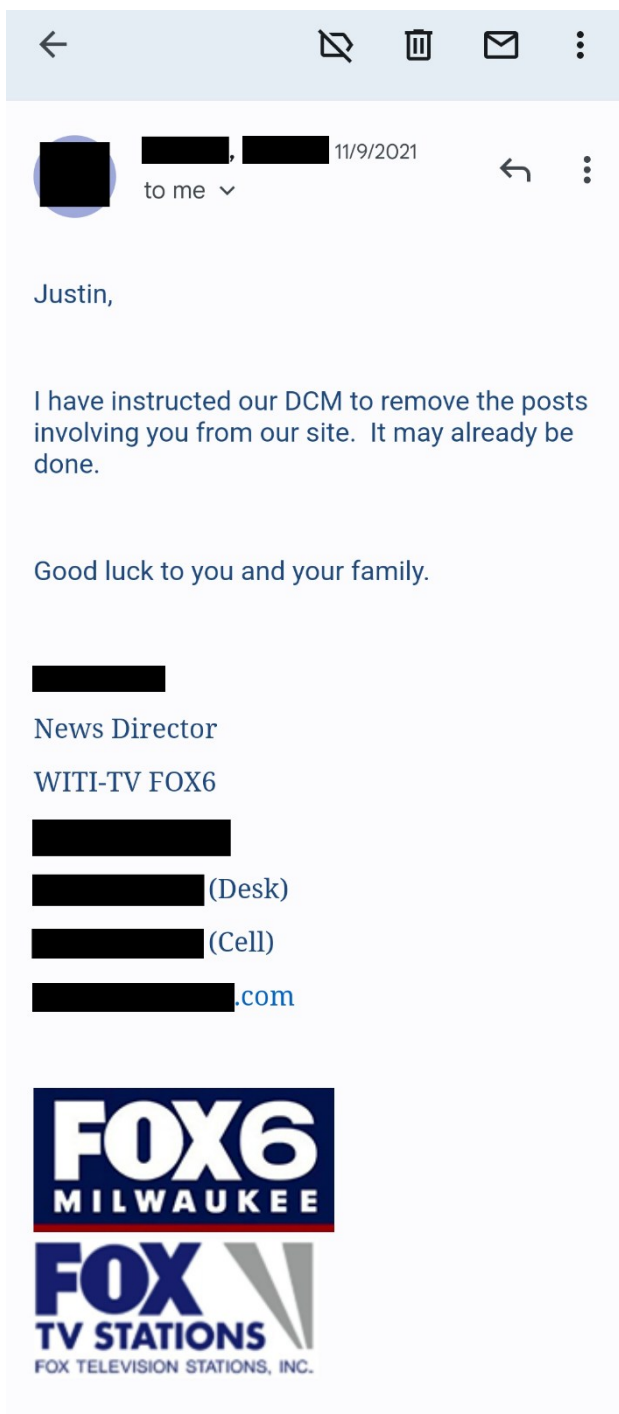 , 11/9/2021
to me
Justin,
I have instructed our DCM to remove the posts
involving you from our site.  It may already be
done.
Good luck to you and your family.
News Director
WITI-TV FOX6
(Desk)
(Cell)
.com
FOX6
MILWAUKEE
FOX
TV STATIONS
FOX TELEVISION STATIONS, INC.